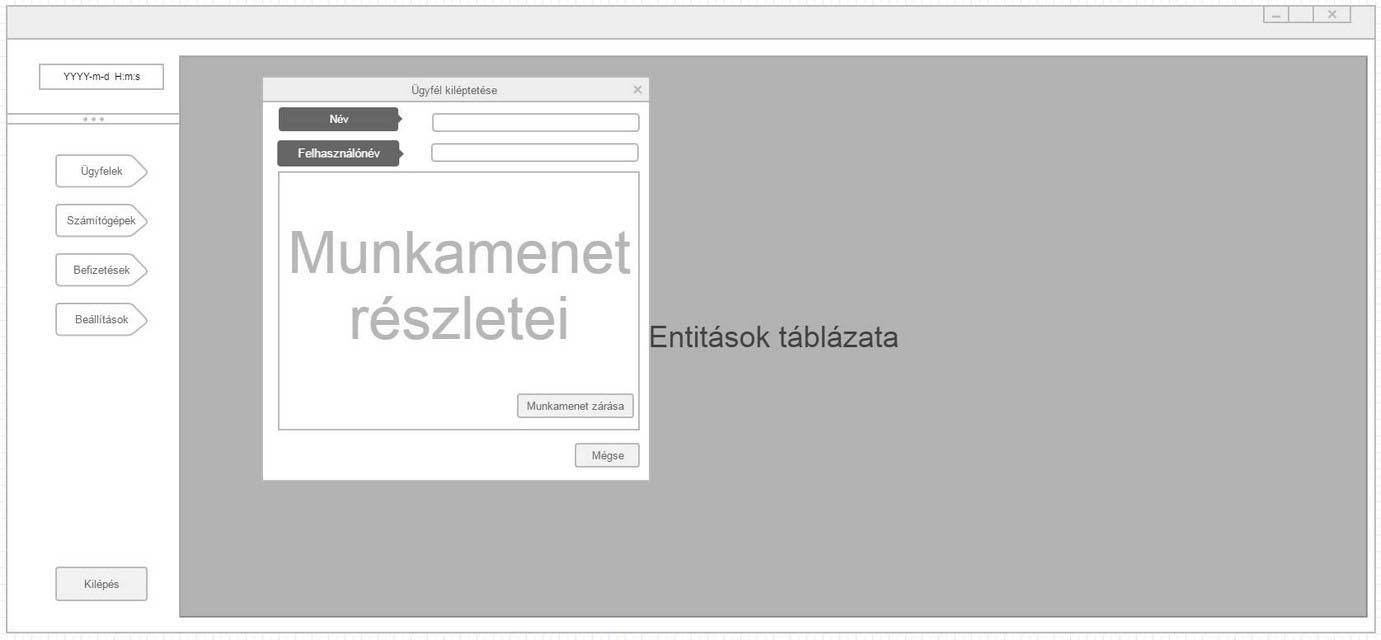 YYYY-m-d H:m:s
Ügyfelek
Számítógépek
Befizetések
Beállítások
Kilépés
Ügyfél kiléptetése
Név
Felhasználónév
Munkamenet
részletei
Munkamenet zárása
Mégse
Entitások táblázata